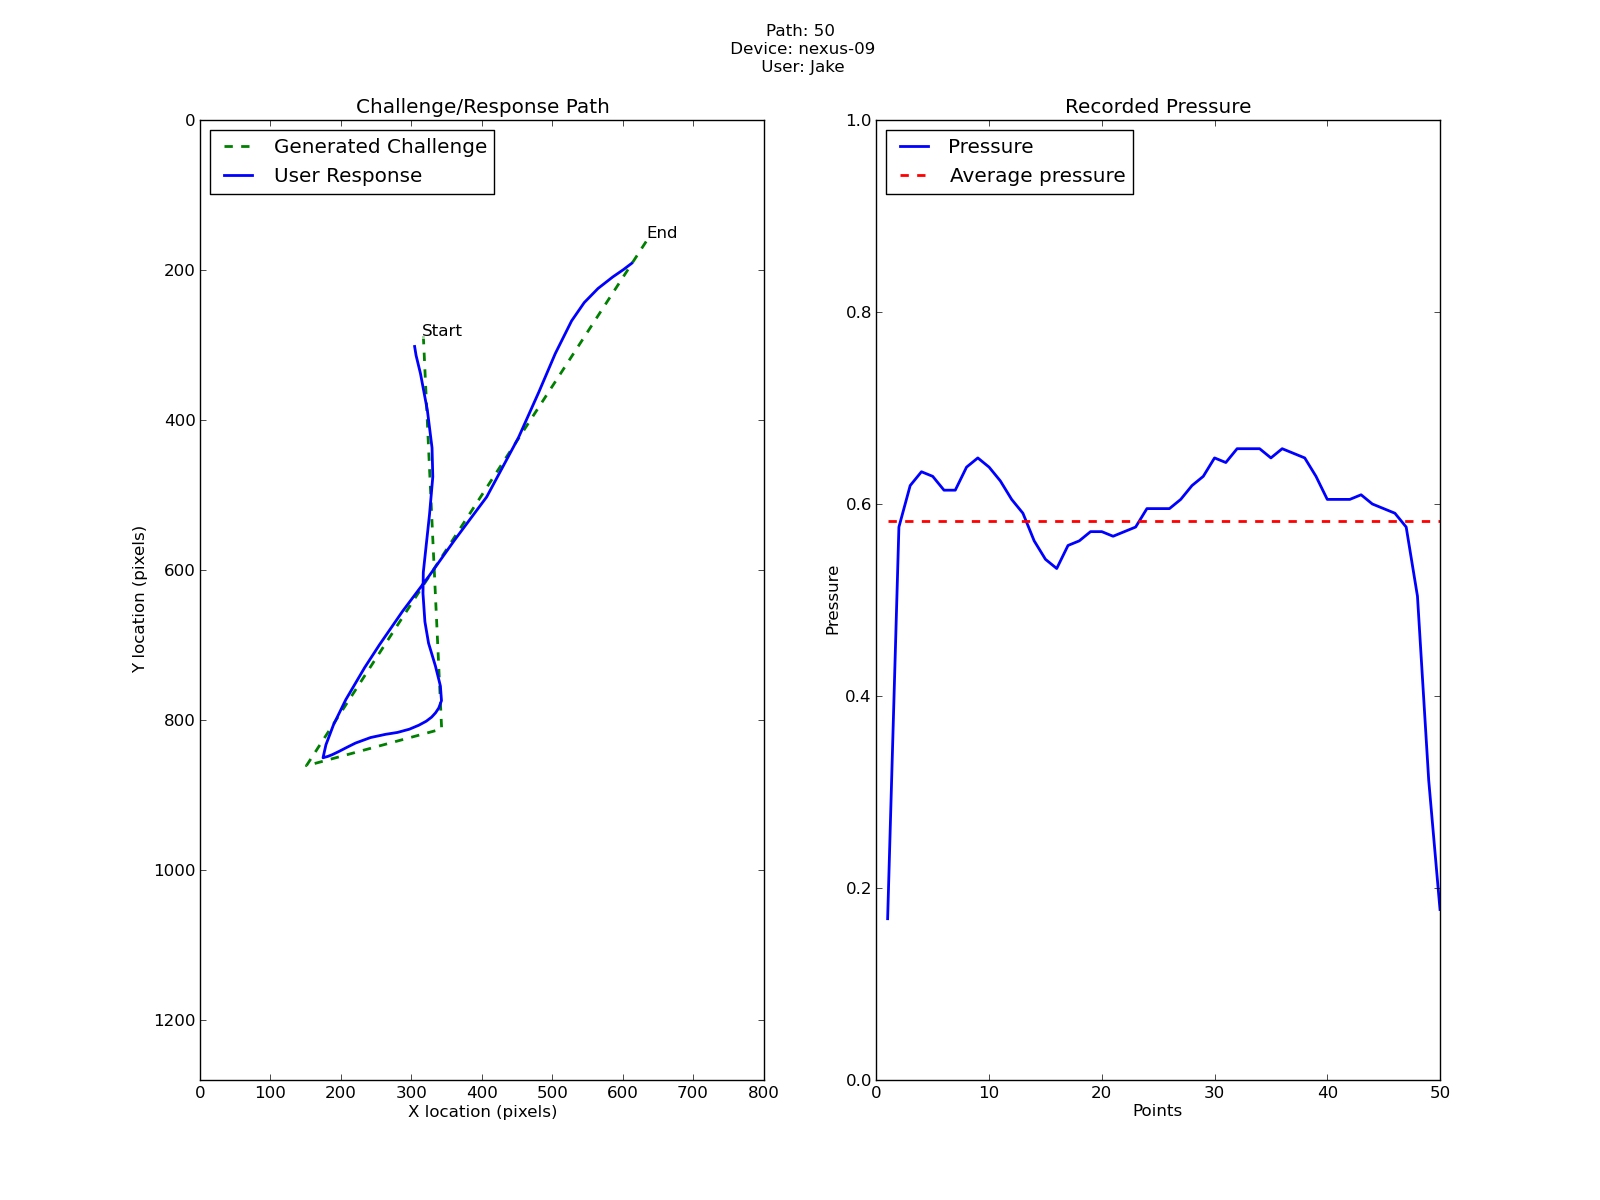 Path: 50
Device: nexus-09
User: Jake
Challenge/Response Path
Generated Challenge
User Response
Start
End
0
200
400
600
800
1000
1200
Y location (pixels)
0 100 200 300 400 500 600 700 800
X location (pixels)
Recorded Pressure
Pressure
Average pressure
1.0
0.8
0.6
0.4
0.2
0.0
Pressure
0 10 20 30 40 50
Points